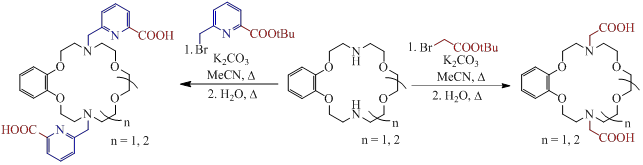 N
COOH
N
O
O
O
O
N
n
HOOC
N
n = 1, 2
N
COOtBu
Br
1.
K₂CO₃
MeCN, Δ
2. H₂O, Δ
N
H
O
O
O
O
H
N
n
n = 1, 2
1. Br
COOtBu
K₂CO₃
MeCN, Δ
2. H₂O, Δ
COOH
N
O
O
O
O
N
n
COOH
n = 1, 2